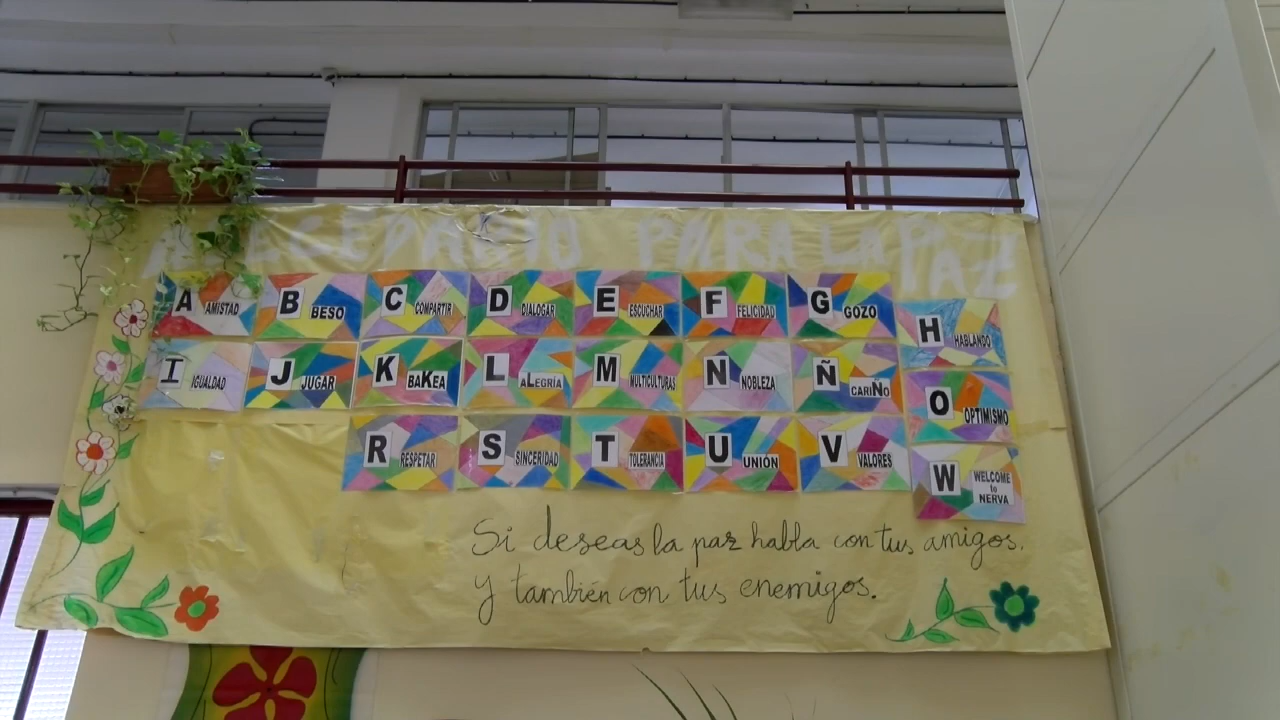 ABECEDARIO PARA LA PAZ
A AMISTAD
B BESO
C COMPARTIR
D DIALOGAR
E ESCUCHAR
F FELICIDAD
G GOZO
H HABLANDO
I IGUALDAD
J JUGAR
K BAKEA
L ALEGRÍA
M MULTICULTURAS
N NOBLEZA
Ñ CARIÑO
O OPTIMISMO
R RESPETAR
S SINCERIDAD
T TOLERANCIA
U UNIÓN
V VALORES
W WELCOME
to
NERVA
Si deseas la paz habla con tus amigos.
y también con tus enemigos.